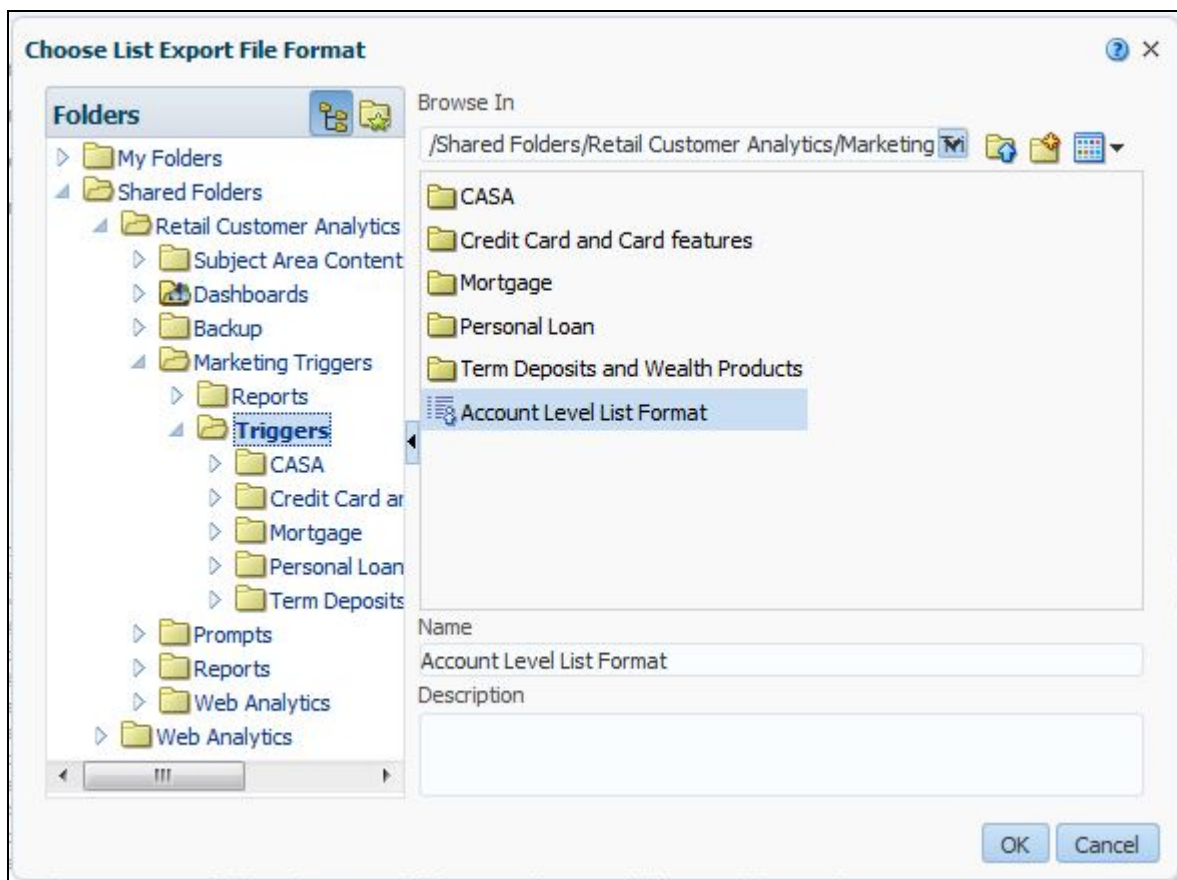 Choose List Export File Format
Folders
My Folders
Shared Folders
Retail Customer Analytics
Subject Area Content
Dashboards
Backup
Marketing Triggers
Reports
Triggers
CASA
Credit Card ar
Mortgage
Personal Loan
Term Deposits
Prompts
Reports
Web Analytics
Web Analytics
Browse In
/Shared Folders/Retail Customer Analytics/Marketing
CASA
Credit Card and Card features
Mortgage
Personal Loan
Term Deposits and Wealth Products
Account Level List Format
Name
Account Level List Format
Description
OK
Cancel